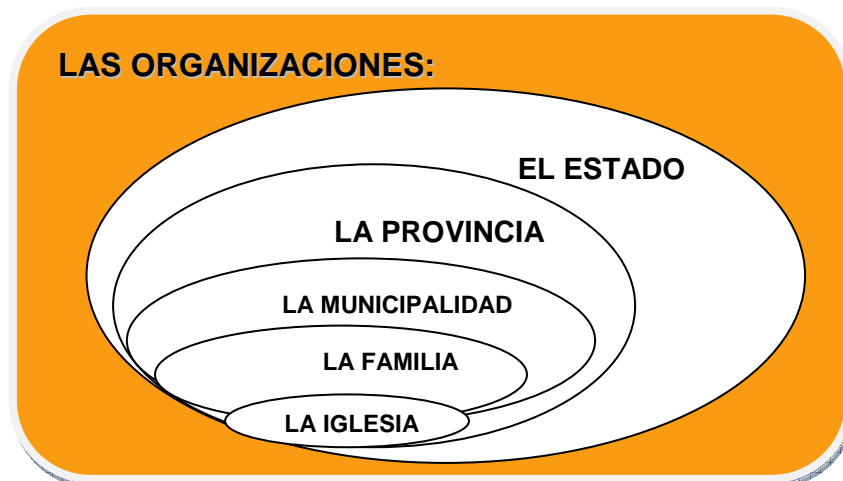 LAS ORGANIZACIONES:
EL ESTADO
LA PROVINCIA
LA MUNICIPALIDAD
LA FAMILIA
LA IGLESIA